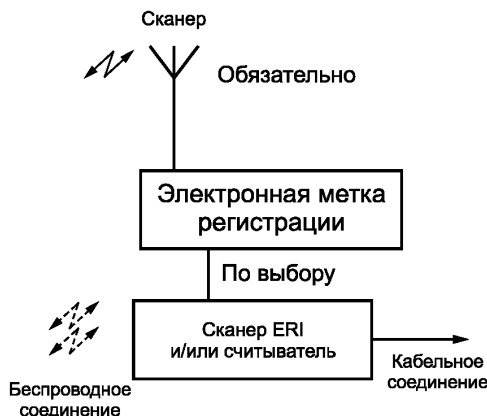 Сканер
Обязательно
Электронная метка
регистрации
По выбору
Сканер ERI
и/или считыватель
Кабельное
соединение
Беспроводное
соединение